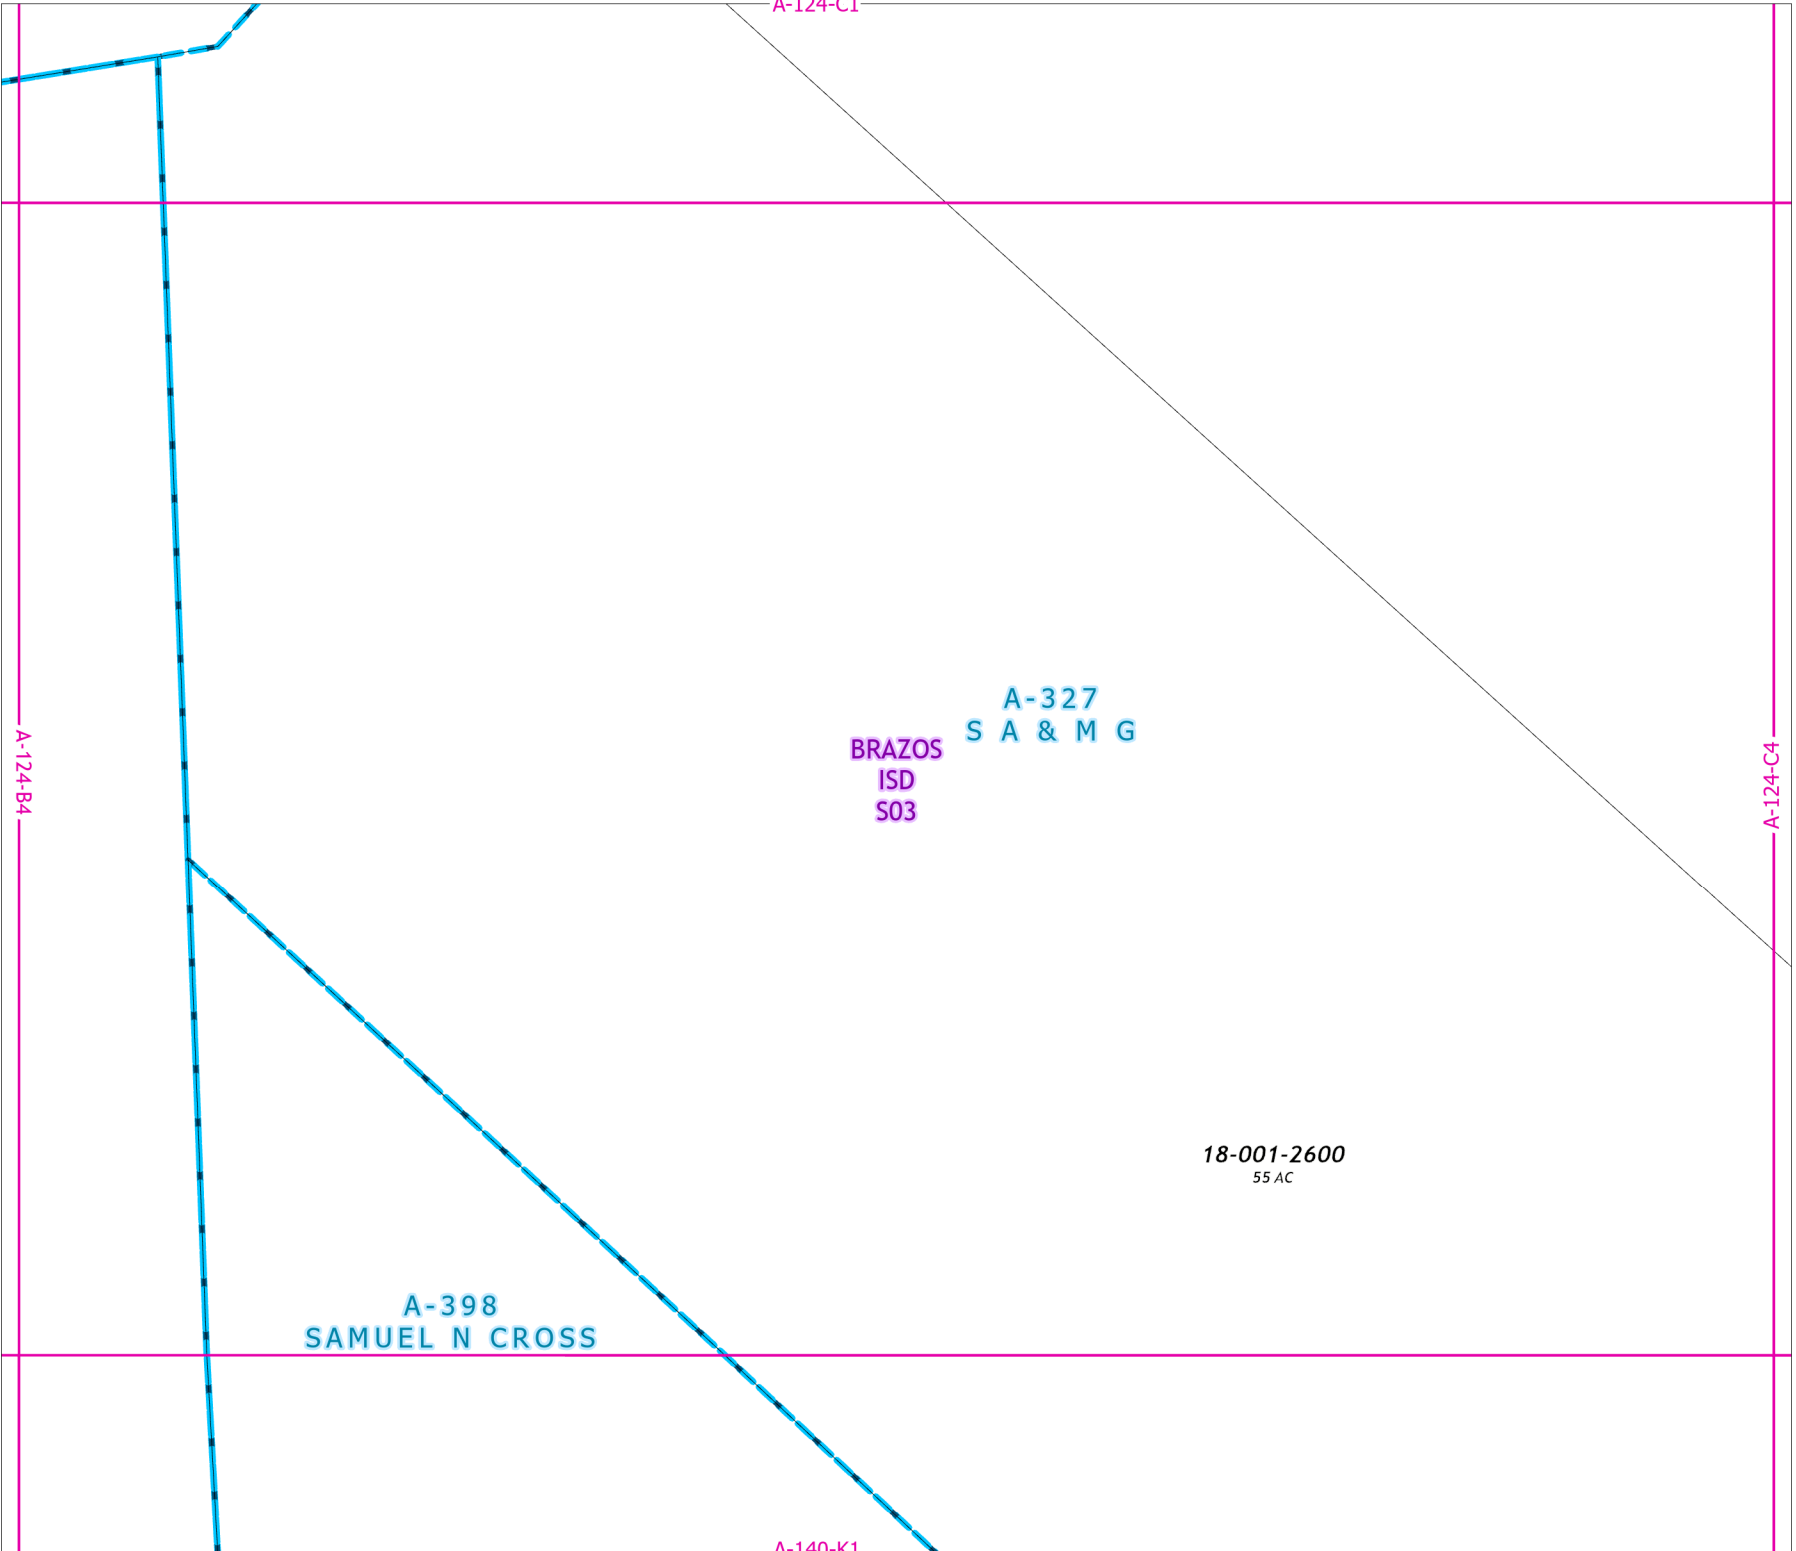 A-124-C1
A-327
S A & M G
BRAZOS
ISD
S03
A-124-B4
A-124-C4
18-001-2600
55 AC
A-398
SAMUEL N CROSS
A-140-K1